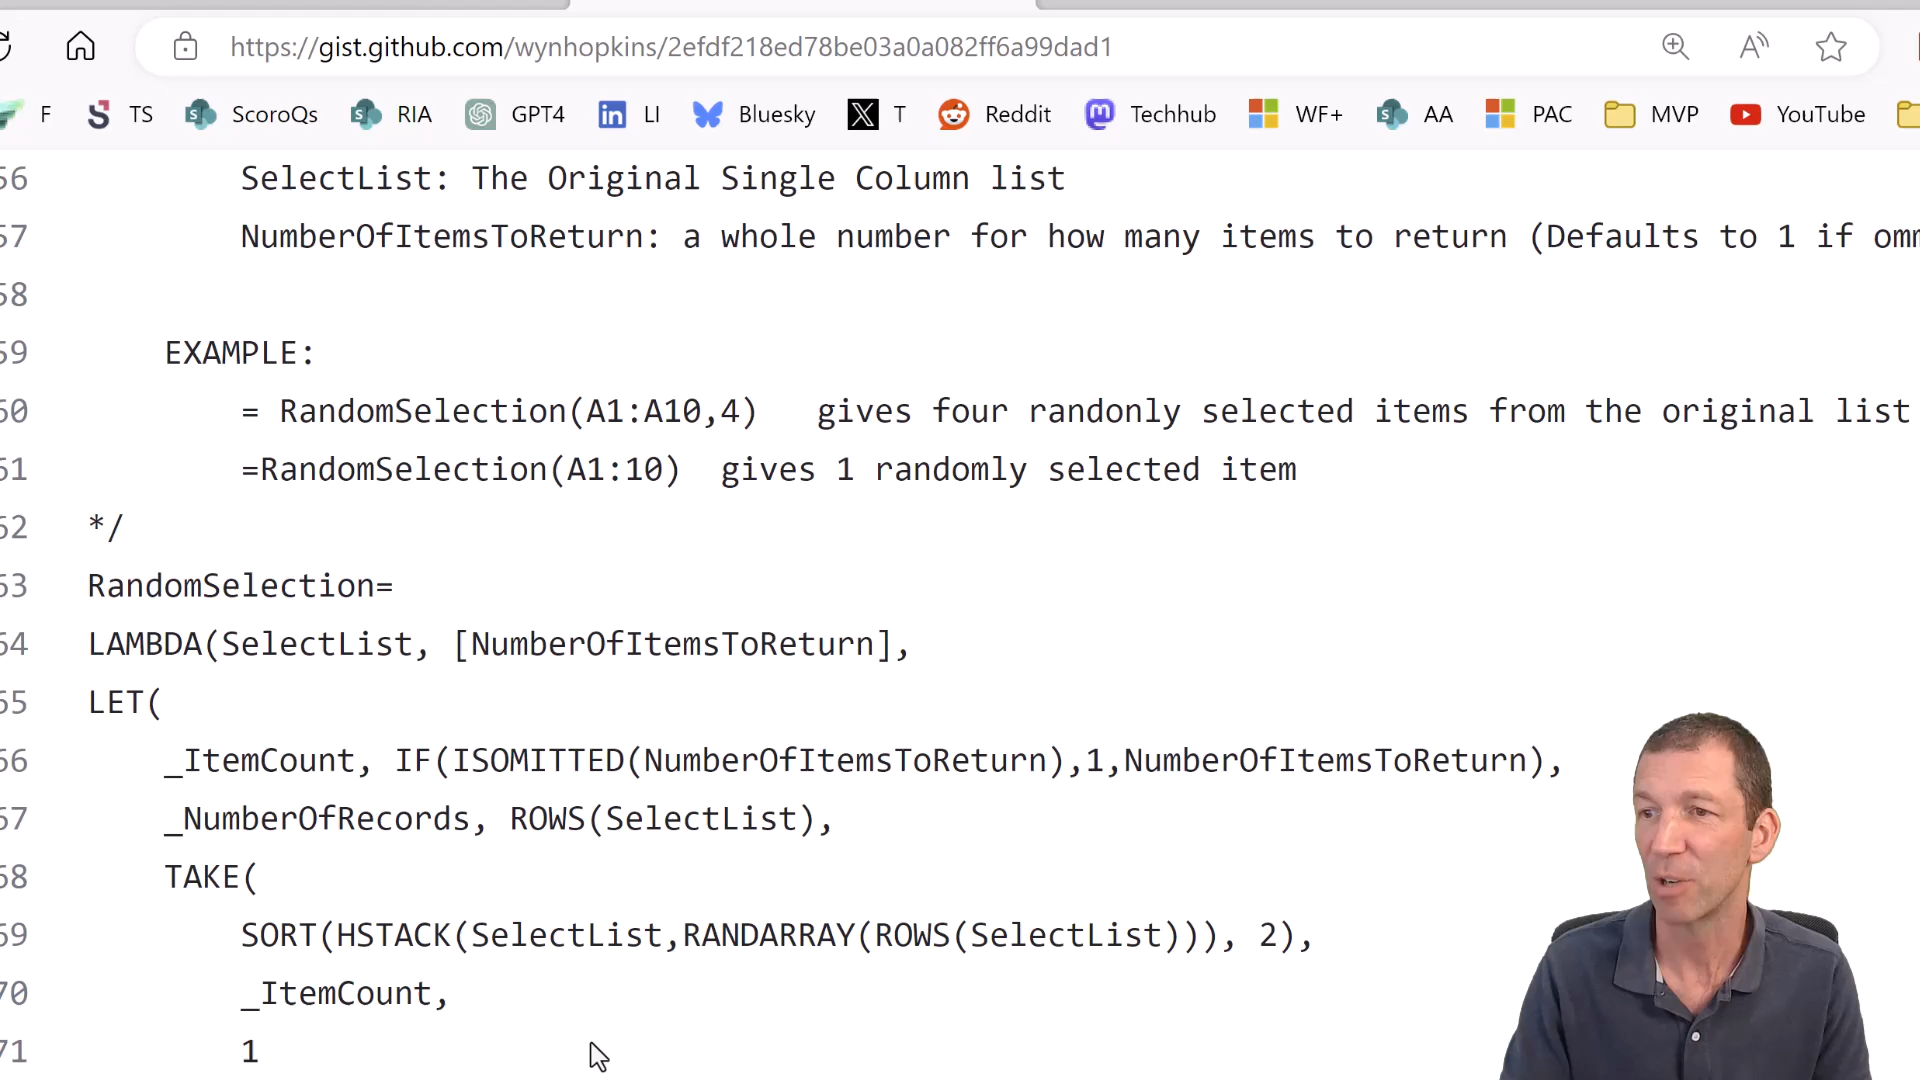 https://gist.github.com/wynhopkins/2efdf218ed78be03a0a082ff6a99dad1
F TS ScoroQs RIA GPT4 LI Bluesky T Reddit Techhub WF+ AA PAC MVP YouTube
56 SelectList: The Original Single Column list
57 NumberOfItemsToReturn: a whole number for how many items to return (Defaults to 1 if
58
59 EXAMPLE:
60 = RandomSelection(A1:A10,4) gives four randonly selected items from the original list
61 =RandomSelection(A1:10) gives 1 randomly selected item
62 */
63 RandomSelection=
64 LAMBDA(SelectList, [NumberOfItemsToReturn],
65 LET(
66 _ItemCount, IF(ISOMITTED(NumberOfItemsToReturn),1,NumberOfItemsToReturn),
67 _NumberOfRecords, ROWS(SelectList),
68 TAKE(
69 SORT(HSTACK(SelectList,RANDARRAY(ROWS(SelectList))), 2),
70 _ItemCount,
71 1